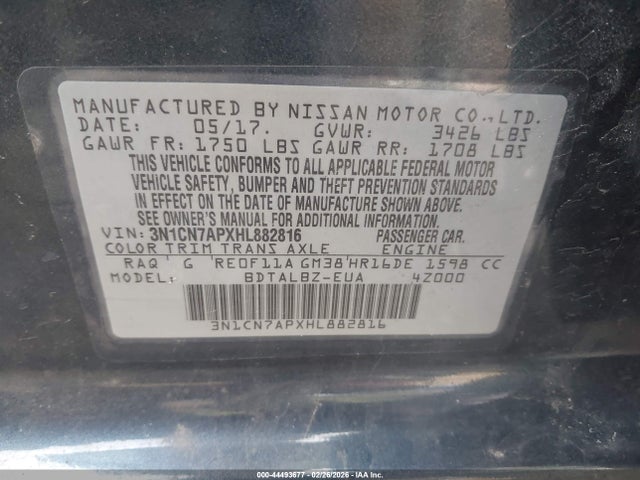 MANUFACTURED BY NISSAN MOTOR CO.,LTD.
DATE: 05/17. GVWR: 3426 LBS
GAWR FR: 1750 LBS GAWR RR: 1708 LBS
THIS VEHICLE CONFORMS TO ALL APPLICABLE FEDERAL MOTOR
VEHICLE SAFETY, BUMPER AND THEFT PREVENTION STANDARDS
IN EFFECT ON THE DATE OF MANUFACTURE SHOWN ABOVE.
SEE OWNER'S MANUAL FOR ADDITIONAL INFORMATION.
VIN: 3N1CN7APXHL882816 PASSENGER CAR.
COLOR TRIM TRANS AXLE ENGINE
RAQ G RE0F11A GM38 HR16DE 1598 CC
MODEL: BDTALBZ-EUA 4Z000
3N1CN7APXHL882816
000-44493677 - 02/26/2026 - © IAA, LLC